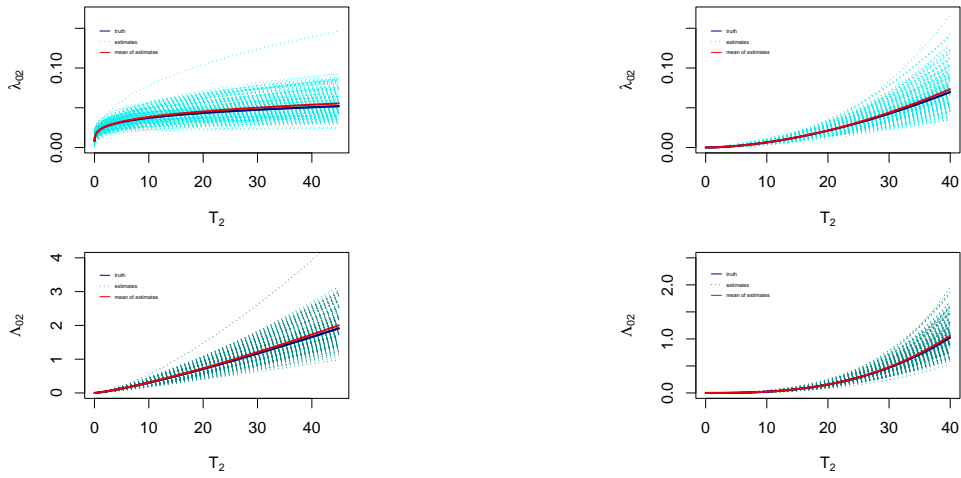 λ₀₂
0.00 0.10
truth
estimates
mean of estimates
0 10 20 30 40
T₂
λ₀₂
0.00 0.10
truth
estimates
mean of estimates
0 10 20 30 40
T₂
Λ₀₂
0 1 2 3 4
truth
estimates
mean of estimates
0 10 20 30 40
T₂
Λ₀₂
0.0 1.0 2.0
truth
estimates
mean of estimates
0 10 20 30 40
T₂